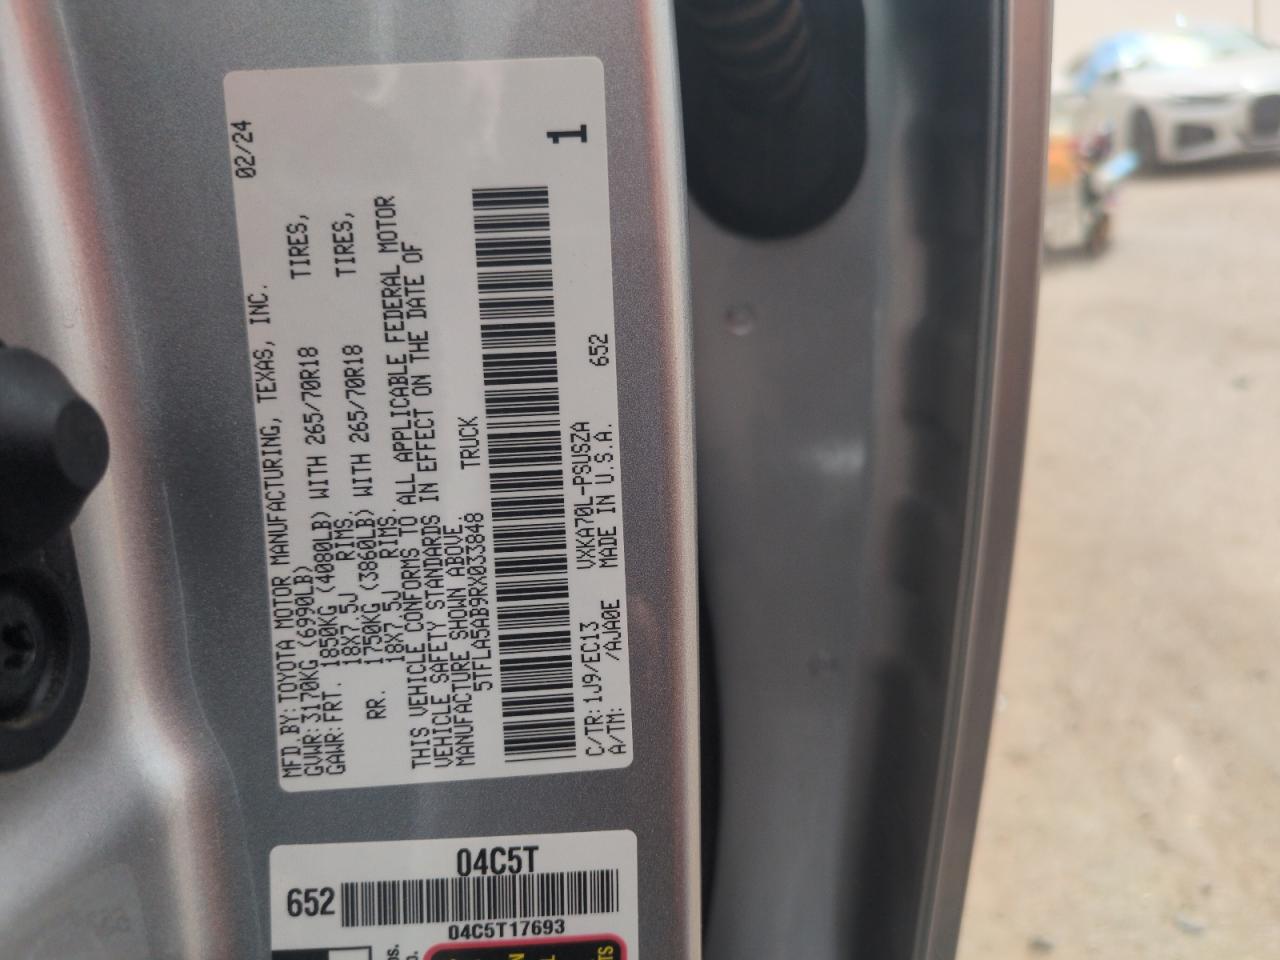 02/24
MFD.BY:TOYOTA MOTOR MANUFACTURING, TEXAS, INC.
GVWR:3170KG (6990LB)
GAWR:FRT. 1850KG (4080LB) WITH 265/70R18 TIRES,
18X7.5J RIMS.
RR. 1750KG (3860LB) WITH 265/70R18 TIRES,
18X7.5J RIMS.
THIS VEHICLE CONFORMS TO ALL APPLICABLE FEDERAL MOTOR
VEHICLE SAFETY STANDARDS IN EFFECT ON THE DATE OF
MANUFACTURE SHOWN ABOVE.
5TFLA5AB9RX033848 TRUCK
1
C/TR:1J9/EC13 VXKA70L-PSUSZA 652
A/TM: /AJA0E MADE IN U.S.A.
04C5T
652
04C5T17693